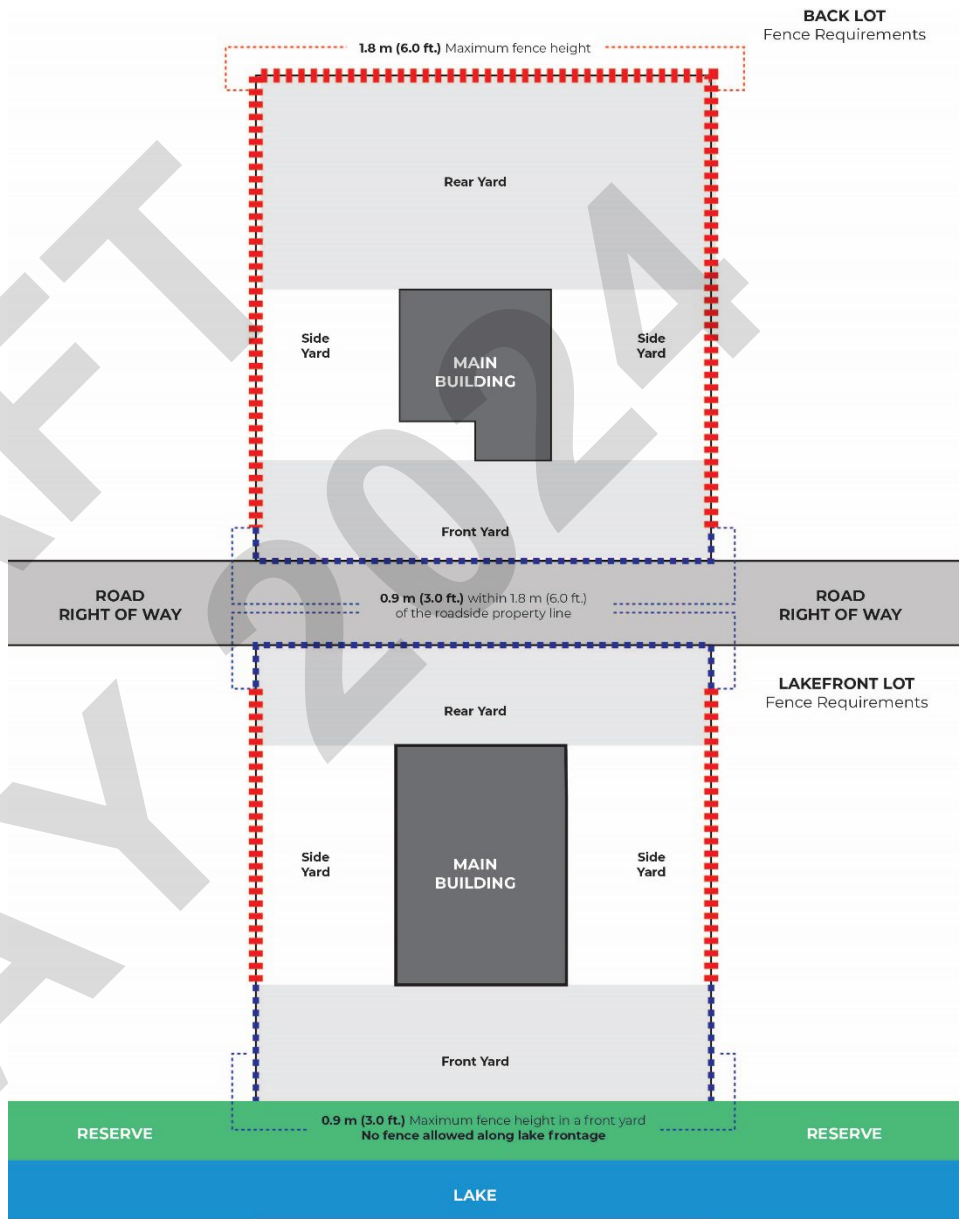 BACK LOT
Fence Requirements
1.8 m (6.0 ft.) Maximum fence height
Rear Yard
Side
Yard
MAIN
BUILDING
Side
Yard
Front Yard
ROAD
RIGHT OF WAY
0.9 m (3.0 ft.) within 1.8 m (6.0 ft.)
of the roadside property line
ROAD
RIGHT OF WAY
LAKEFRONT LOT
Fence Requirements
Rear Yard
Side
Yard
MAIN
BUILDING
Side
Yard
Front Yard
RESERVE
0.9 m (3.0 ft.) Maximum fence height in a front yard
No fence allowed along lake frontage
RESERVE
LAKE
AFT
AY 2024